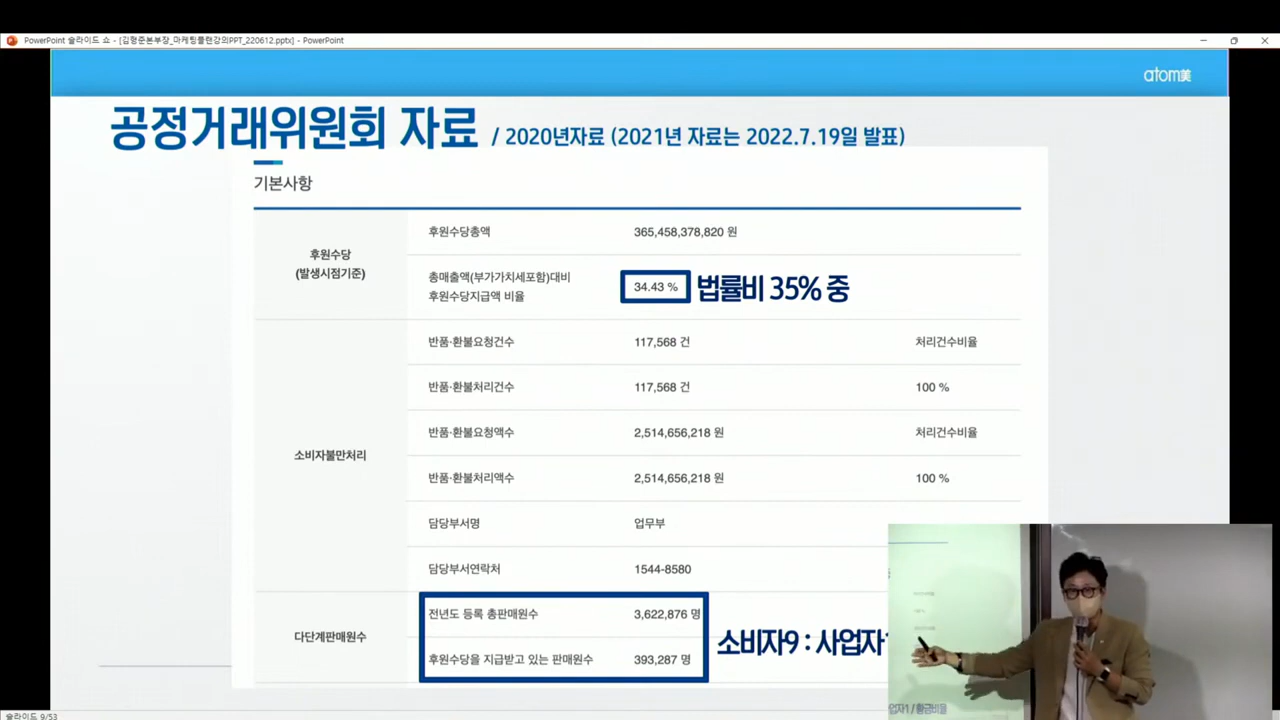 PowerPoint 슬라이드 쇼 - [김형준본부장_마케팅플랜강의PPT_220612.pptx] - PowerPoint
atom美
공정거래위원회 자료 / 2020년자료 (2021년 자료는 2022.7.19일 발표)
기본사항
후원수당
(발생시점기준)
후원수당총액 365,458,378,820 원
총매출액(부가가치세포함)대비
후원수당지급액 비율
34.43 % 법률비 35% 중
소비자불만처리
반품·환불요청건수 117,568 건 처리건수비율
반품·환불처리건수 117,568 건 100 %
반품·환불요청액수 2,514,656,218 원 처리건수비율
반품·환불처리액수 2,514,656,218 원 100 %
담당부서명 업무부
담당부서연락처 1544-8580
다단계판매원수
전년도 등록 총판매원수 3,622,876 명
후원수당을 지급받고 있는 판매원수 393,287 명
소비자9 : 사업자
업자1 / 황금비율
슬라이드 9/53